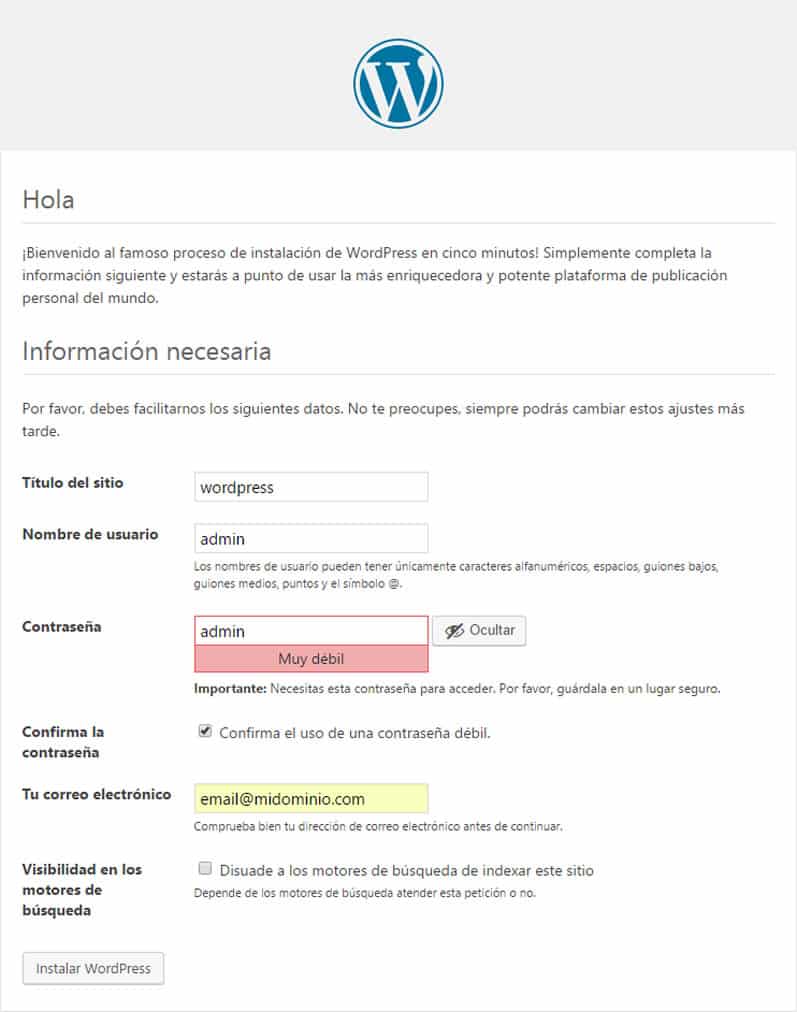 Hola
¡Bienvenido al famoso proceso de instalación de WordPress en cinco minutos! Simplemente completa la
información siguiente y estarás a punto de usar la más enriquecedora y potente plataforma de publicación
personal del mundo.
Información necesaria
Por favor, debes facilitarnos los siguientes datos. No te preocupes, siempre podrás cambiar estos ajustes más
tarde.
Título del sitio
wordpress
Nombre de usuario
admin
Los nombres de usuario pueden tener únicamente caracteres alfanuméricos, espacios, guiones bajos,
guiones medios, puntos y el símbolo @.
Contraseña
admin
Ocultar
Muy débil
Importante: Necesitas esta contraseña para acceder. Por favor, guárdala en un lugar seguro.
Confirma la
contraseña
Confirma el uso de una contraseña débil.
Tu correo electrónico
email@midominio.com
Comprueba bien tu dirección de correo electrónico antes de continuar.
Visibilidad en los
motores de
búsqueda
Disuade a los motores de búsqueda de indexar este sitio
Depende de los motores de búsqueda atender esta petición o no.
Instalar WordPress